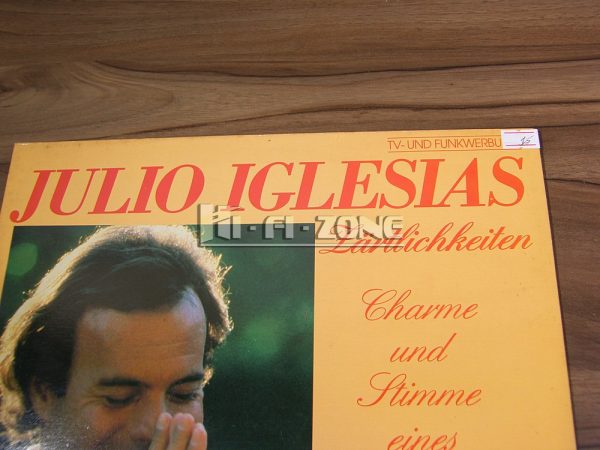 TV- UND FUNKWERBU
JULIO IGLESIAS
HI-FI-ZONE
Zärtlichkeiten
Charme
und
Stimme
eines